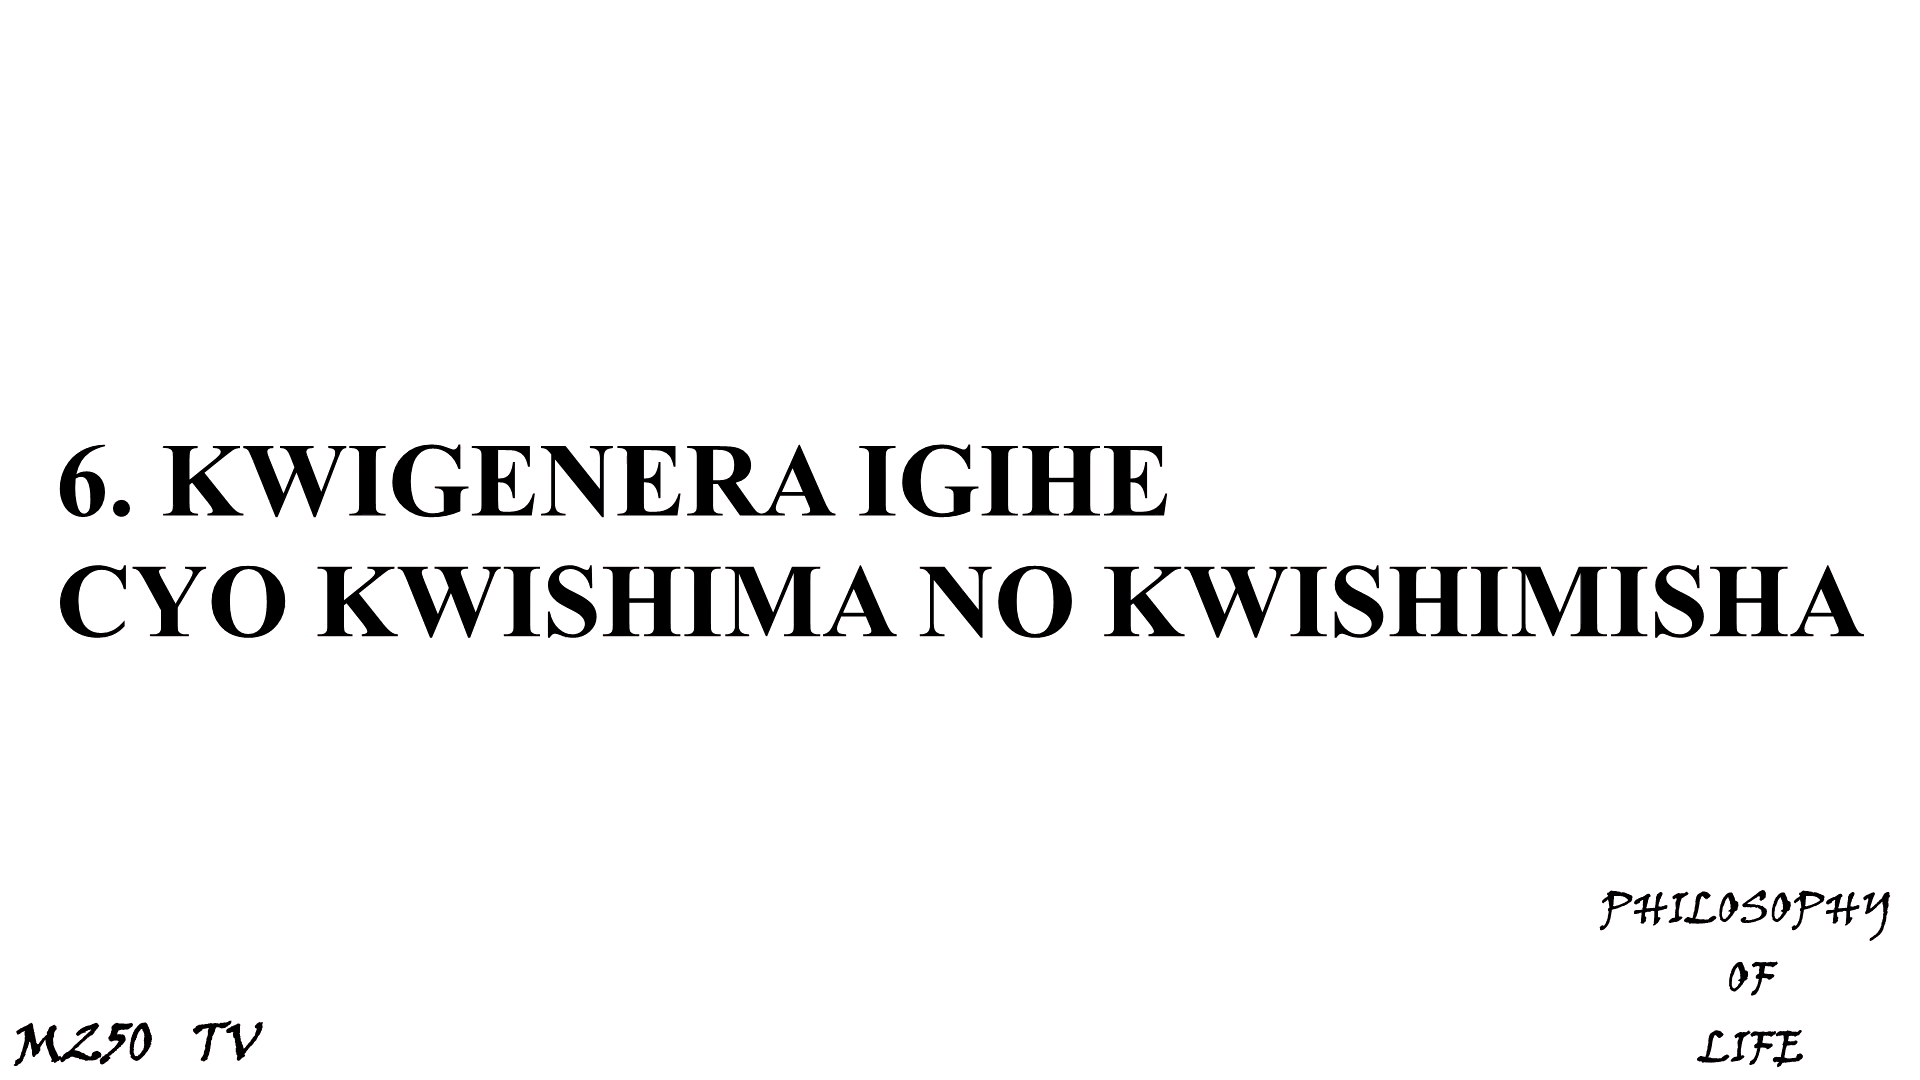 6. KWIGENERA IGIHE
CYO KWISHIMA NO KWISHIMISHA
PHILOSOPHY
OF
LIFE
MZ50 TV